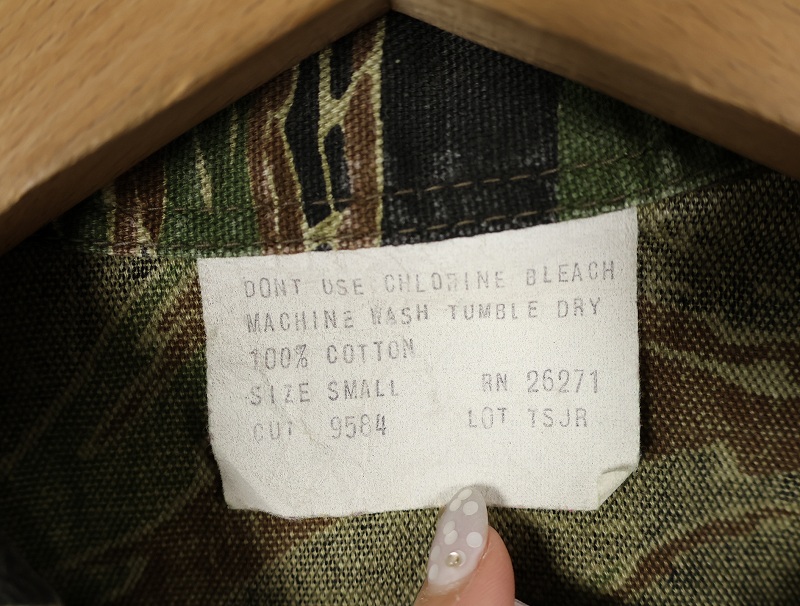 DONT USE CHLORINE BLEACH
MACHINE WASH TUMBLE DRY
100% COTTON
SIZE SMALL RN 26271
CUT 9584 LOT TSJR